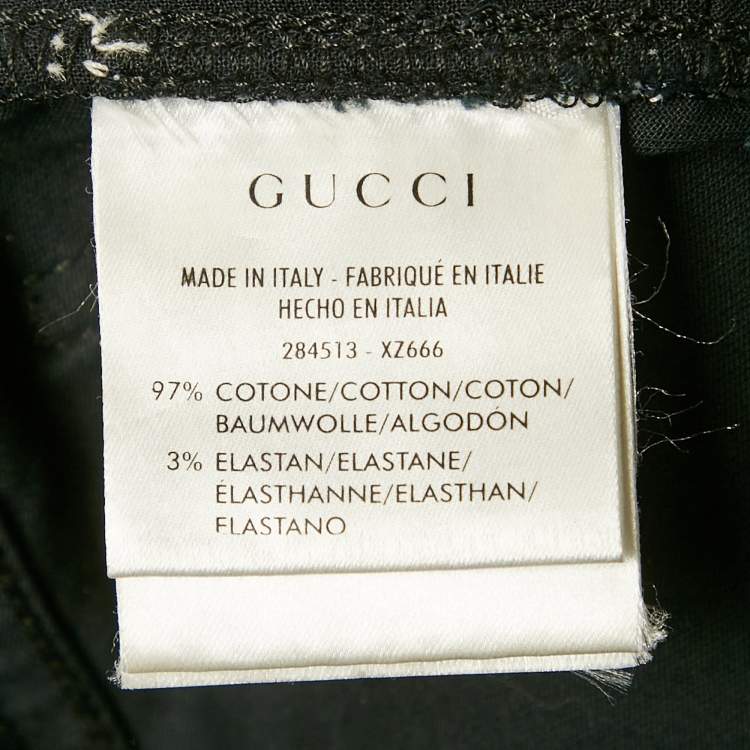 GUCCI
MADE IN ITALY - FABRIQUÉ EN ITALIE
HECHO EN ITALIA
284513 - XZ666
97% COTONE/COTTON/COTON/
BAUMWOLLE/ALGODÓN
3% ELASTAN/ELASTANE/
ÉLASTHANNE/ELASTHAN/
ELASTANO